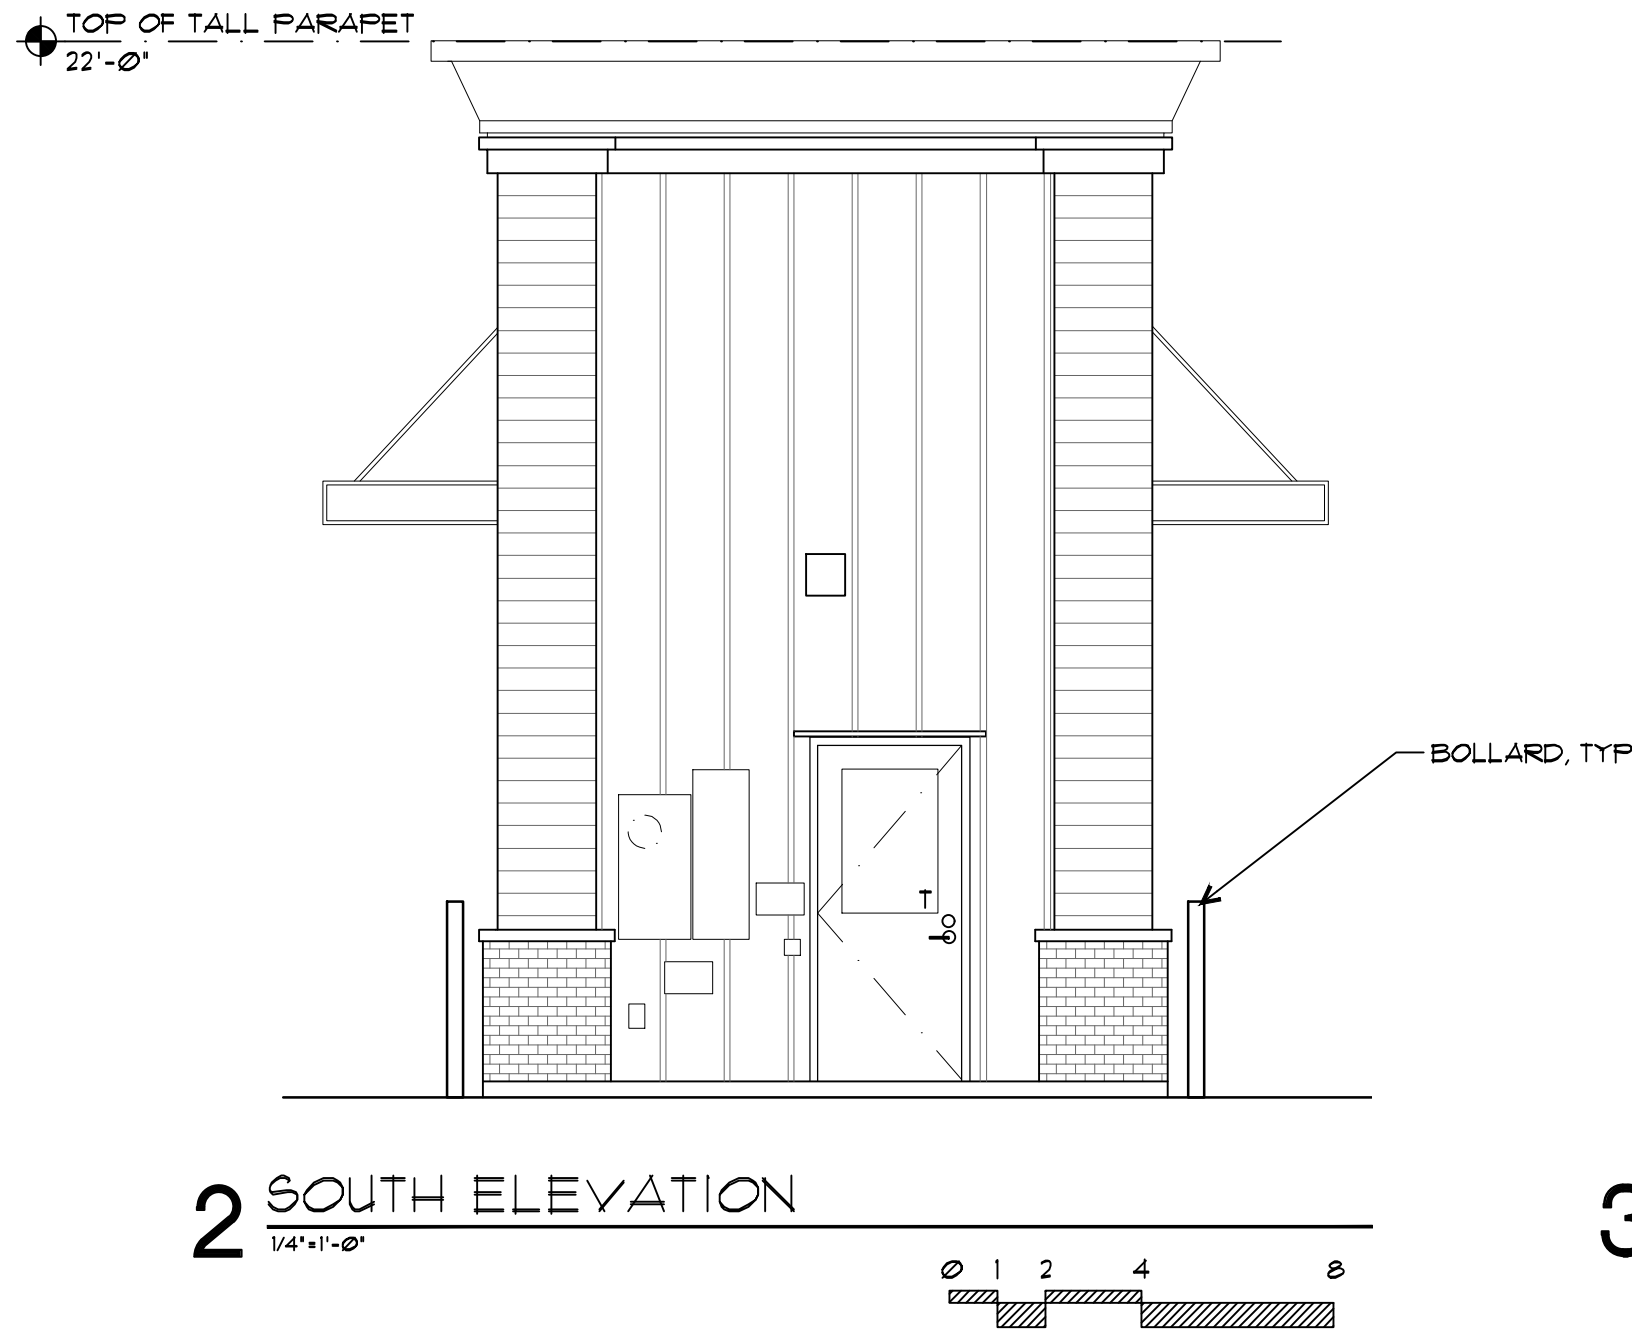 TOP OF TALL PARAPET
22'-0"
BOLLARD, TYP
2 SOUTH ELEVATION
1/4"=1'-0"
3
0 1 2 4 8